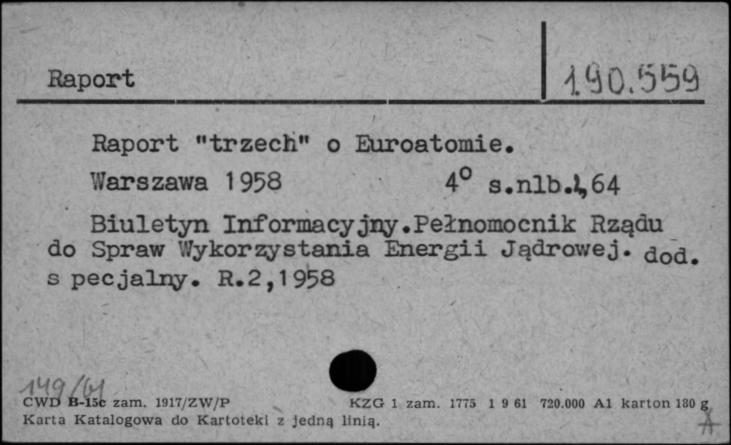 Raport 190.559
Raport "trzech" o Euroatomie.
Warszawa 1958 4° s.nlb.1,64
Biuletyn Informacyjny.Pełnomocnik Rządu
do Spraw Wykorzystania Energii Jądrowej. dod.
s pecjalny. R.2,1958
149/61
CWD B-15c zam. 1917/ZW/P KZG 1 zam. 1775 1 9 61 720.000 A1 karton 180 g
Karta Katalogowa do Kartoteki z jedną linią. A